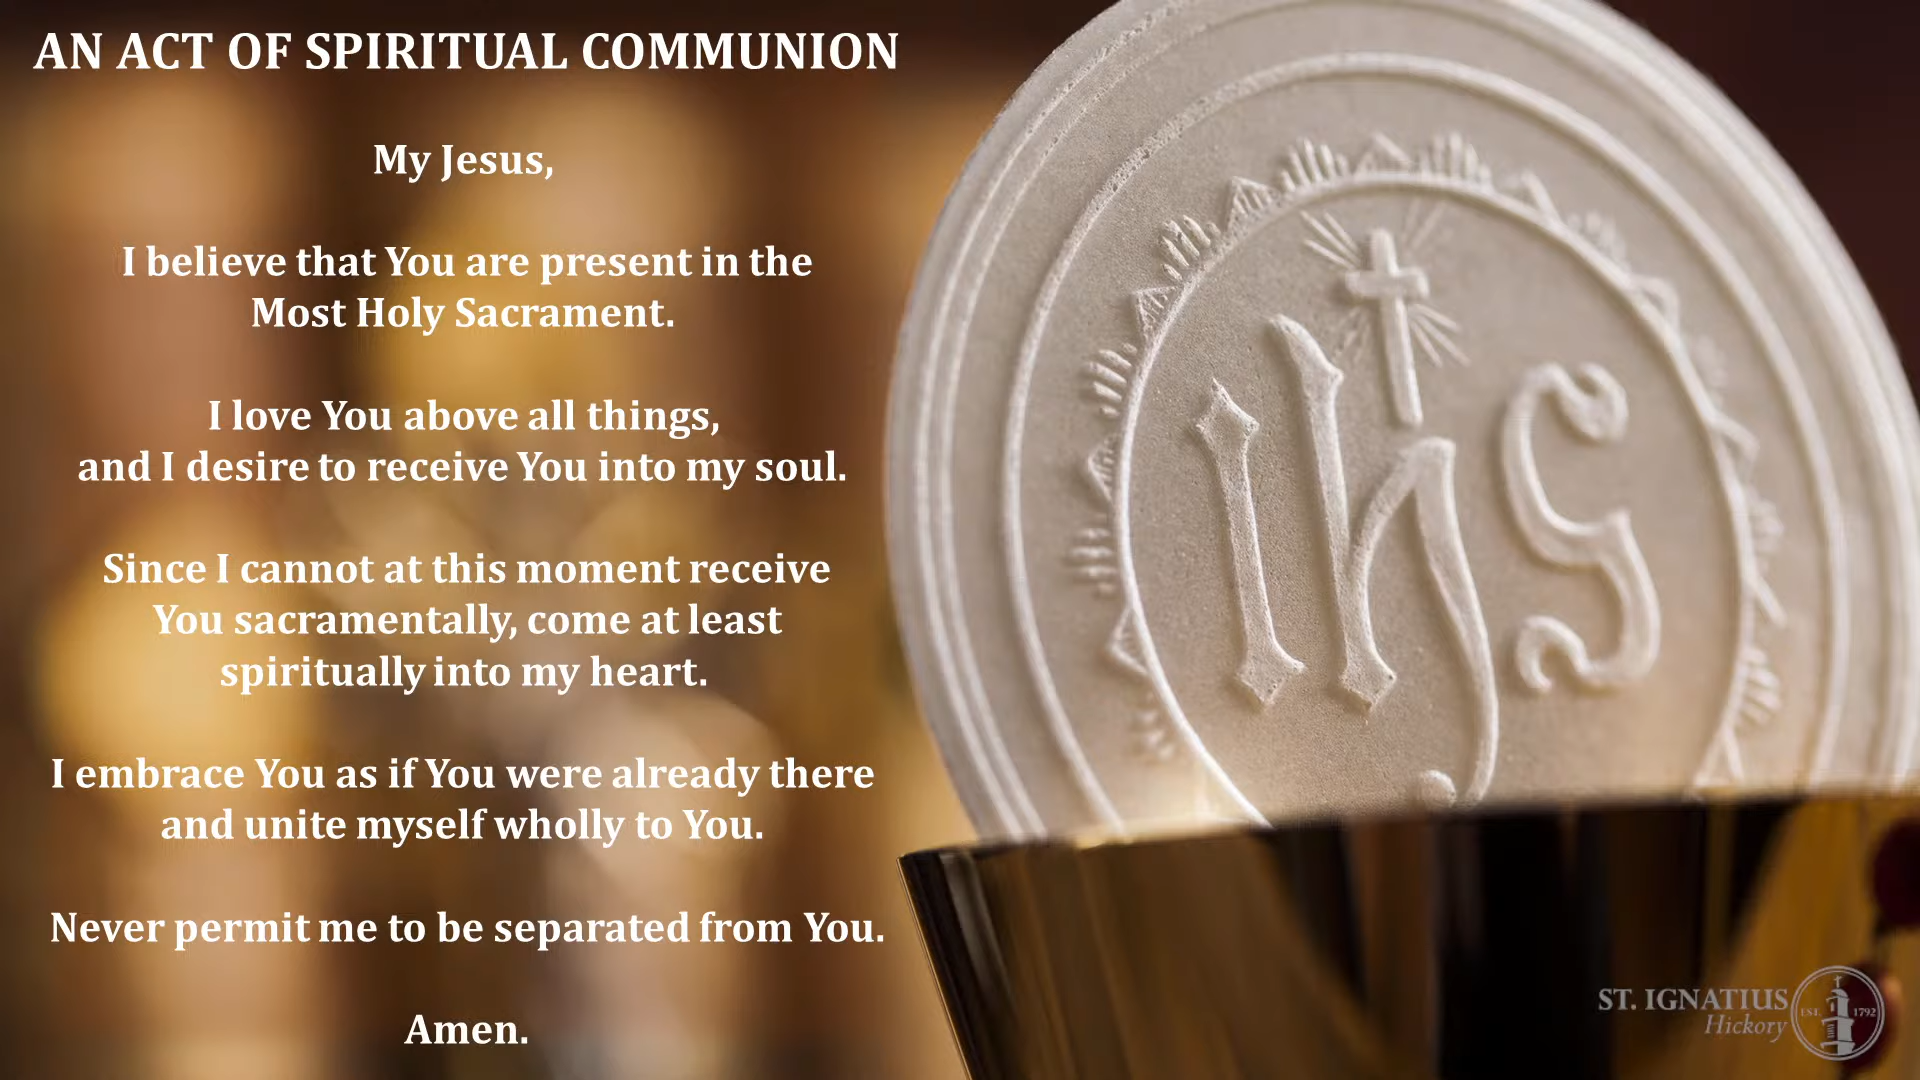 AN ACT OF SPIRITUAL COMMUNION
My Jesus,
I believe that You are present in the
Most Holy Sacrament.
I love You above all things,
and I desire to receive You into my soul.
Since I cannot at this moment receive
You sacramentally, come at least
spiritually into my heart.
I embrace You as if You were already there
and unite myself wholly to You.
Never permit me to be separated from You.
Amen.
IHS
ST. IGNATIUS
Hickory
EST. 1792